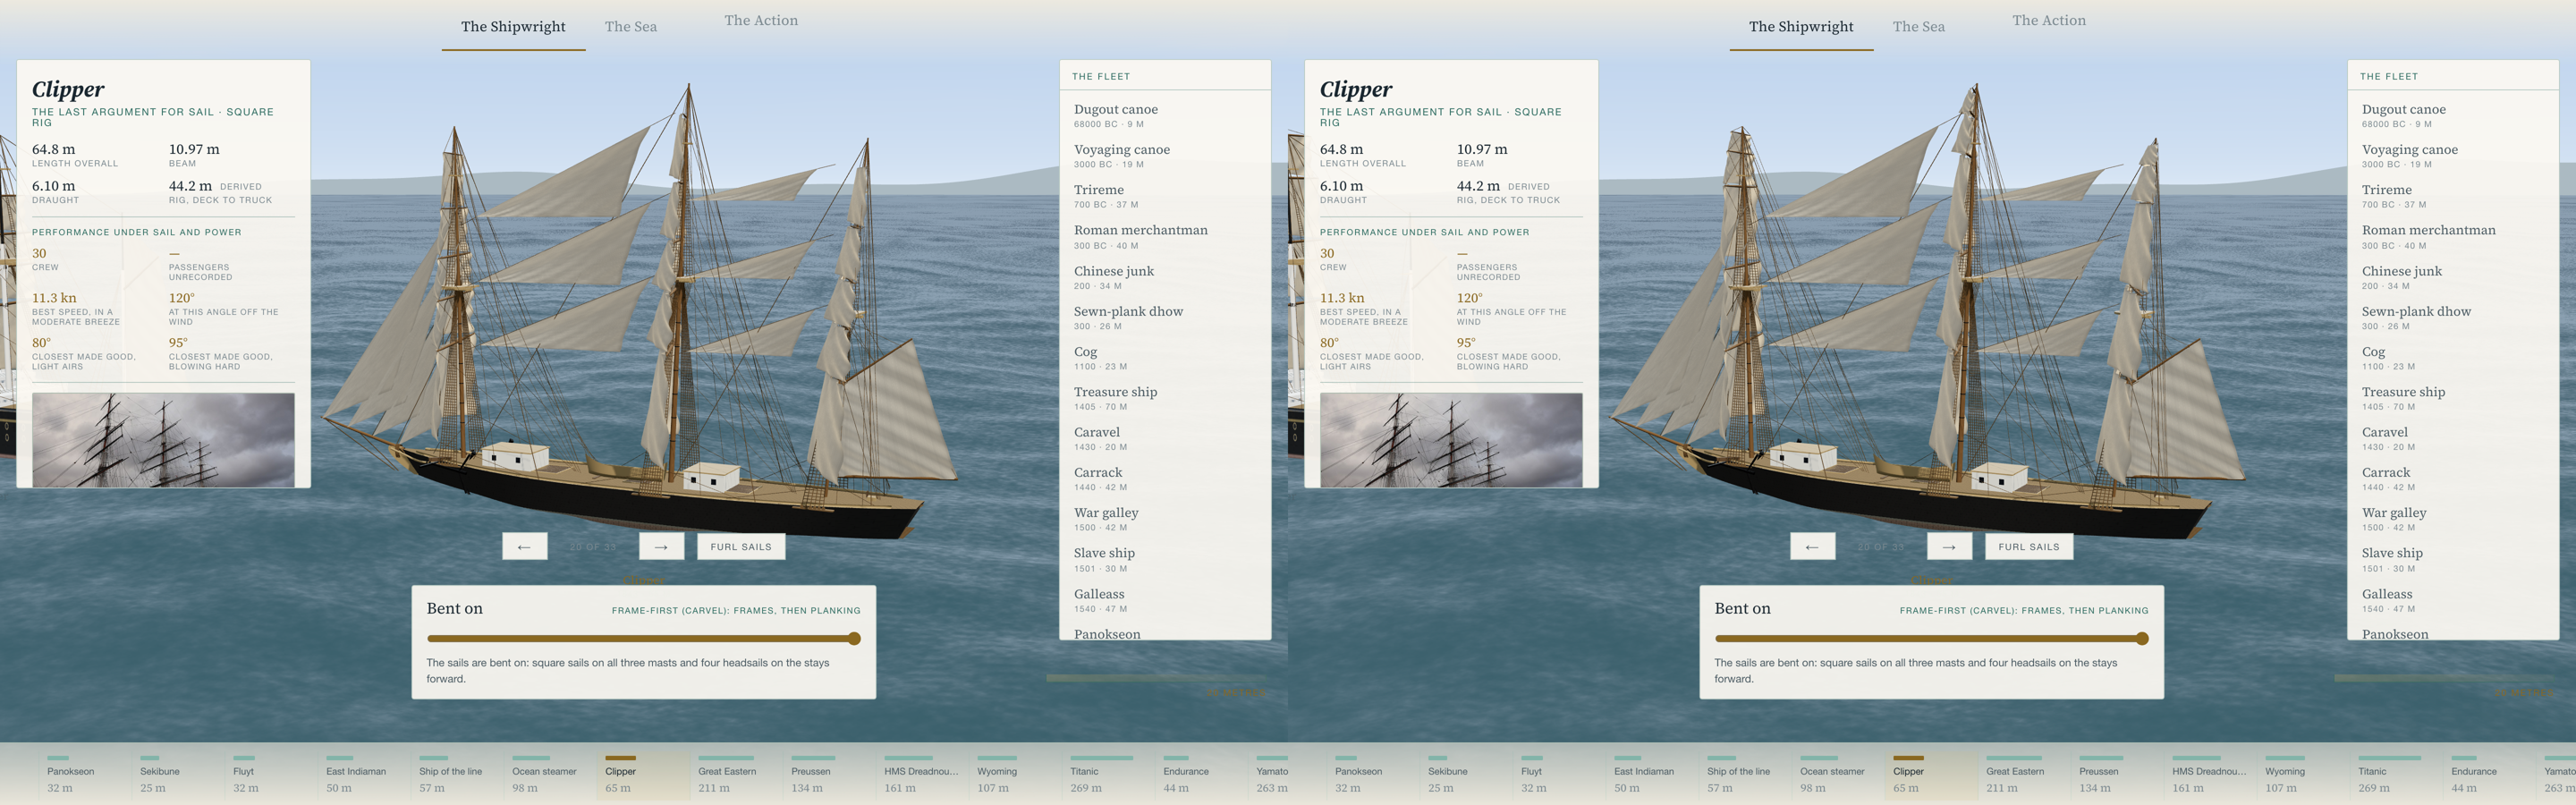 The Shipwright
The Sea
The Action
Clipper
THE LAST ARGUMENT FOR SAIL · SQUARE
RIG
64.8 m
LENGTH OVERALL
10.97 m
BEAM
6.10 m
DRAUGHT
44.2 m DERIVED
RIG, DECK TO TRUCK
PERFORMANCE UNDER SAIL AND POWER
30
CREW
—
PASSENGERS
UNRECORDED
11.3 kn
BEST SPEED, IN A
MODERATE BREEZE
120°
AT THIS ANGLE OFF THE
WIND
80°
CLOSEST MADE GOOD,
LIGHT AIRS
95°
CLOSEST MADE GOOD,
BLOWING HARD
THE FLEET
Dugout canoe
68000 BC · 9 M
Voyaging canoe
3000 BC · 19 M
Trireme
700 BC · 37 M
Roman merchantman
300 BC · 40 M
Chinese junk
200 · 34 M
Sewn-plank dhow
300 · 26 M
Cog
1100 · 23 M
Treasure ship
1405 · 70 M
Caravel
1430 · 20 M
Carrack
1440 · 42 M
War galley
1500 · 42 M
Slave ship
1501 · 30 M
Galleass
1540 · 47 M
Panokseon
← 20 OF 33 → FURL SAILS
Clipper
Bent on
FRAME-FIRST (CARVEL): FRAMES, THEN PLANKING
The sails are bent on: square sails on all three masts and four headsails on the stays
forward.
Panokseon
32 m
Sekibune
25 m
Fluyt
32 m
East Indiaman
50 m
Ship of the line
57 m
Ocean steamer
98 m
Clipper
65 m
Great Eastern
211 m
Preussen
134 m
HMS Dreadnou...
161 m
Wyoming
107 m
Titanic
269 m
Endurance
44 m
Yamato
263 m
The Shipwright
The Sea
The Action
Clipper
THE LAST ARGUMENT FOR SAIL · SQUARE
RIG
64.8 m
LENGTH OVERALL
10.97 m
BEAM
6.10 m
DRAUGHT
44.2 m DERIVED
RIG, DECK TO TRUCK
PERFORMANCE UNDER SAIL AND POWER
30
CREW
—
PASSENGERS
UNRECORDED
11.3 kn
BEST SPEED, IN A
MODERATE BREEZE
120°
AT THIS ANGLE OFF THE
WIND
80°
CLOSEST MADE GOOD,
LIGHT AIRS
95°
CLOSEST MADE GOOD,
BLOWING HARD
THE FLEET
Dugout canoe
68000 BC · 9 M
Voyaging canoe
3000 BC · 19 M
Trireme
700 BC · 37 M
Roman merchantman
300 BC · 40 M
Chinese junk
200 · 34 M
Sewn-plank dhow
300 · 26 M
Cog
1100 · 23 M
Treasure ship
1405 · 70 M
Caravel
1430 · 20 M
Carrack
1440 · 42 M
War galley
1500 · 42 M
Slave ship
1501 · 30 M
Galleass
1540 · 47 M
Panokseon
← 20 OF 33 → FURL SAILS
Clipper
Bent on
FRAME-FIRST (CARVEL): FRAMES, THEN PLANKING
The sails are bent on: square sails on all three masts and four headsails on the stays
forward.
Panokseon
32 m
Sekibune
25 m
Fluyt
32 m
East Indiaman
50 m
Ship of the line
57 m
Ocean steamer
98 m
Clipper
65 m
Great Eastern
211 m
Preussen
134 m
HMS Dreadnou...
161 m
Wyoming
107 m
Titanic
269 m
Endurance
44 m
Yamato
263 m